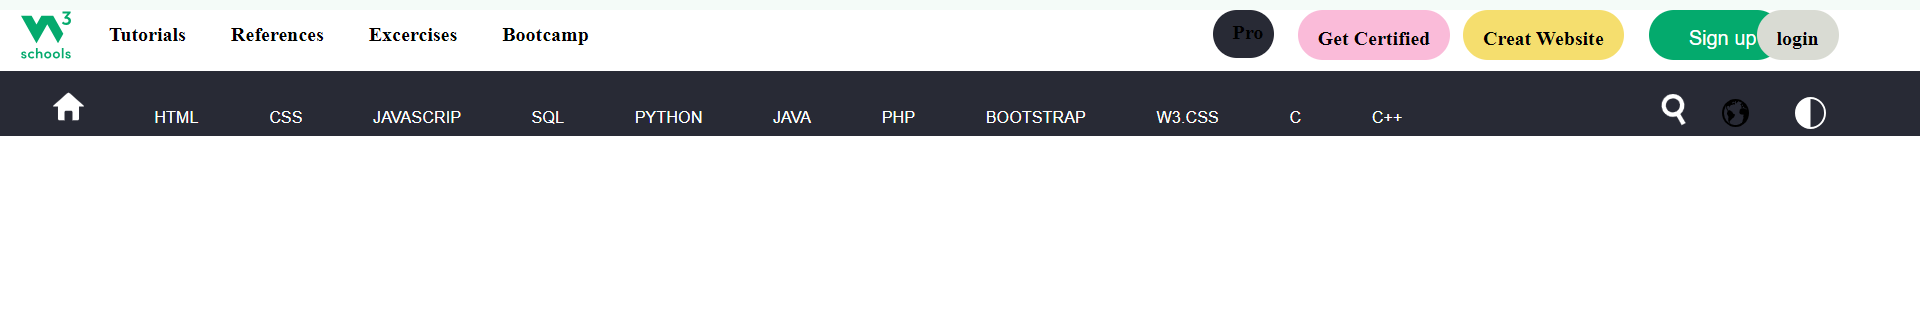 W3 schools Tutorials References Excercises Bootcamp Pro Get Certified Creat Website Sign up login
HTML CSS JAVASCRIP SQL PYTHON JAVA PHP BOOTSTRAP W3.CSS C C++